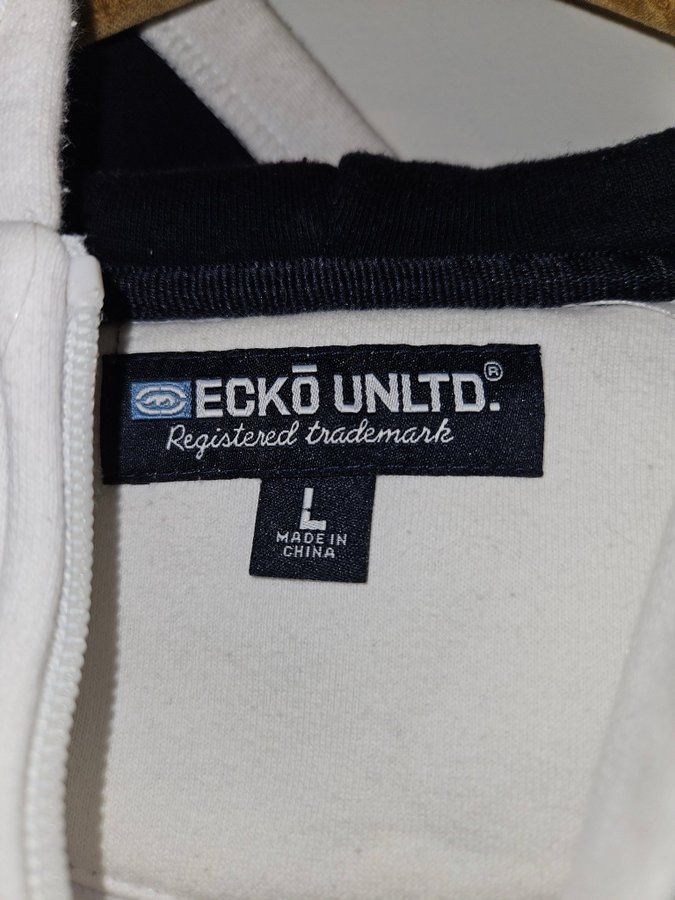 ECKŌ UNLTD.®
Registered trademark
L
MADE IN
CHINA